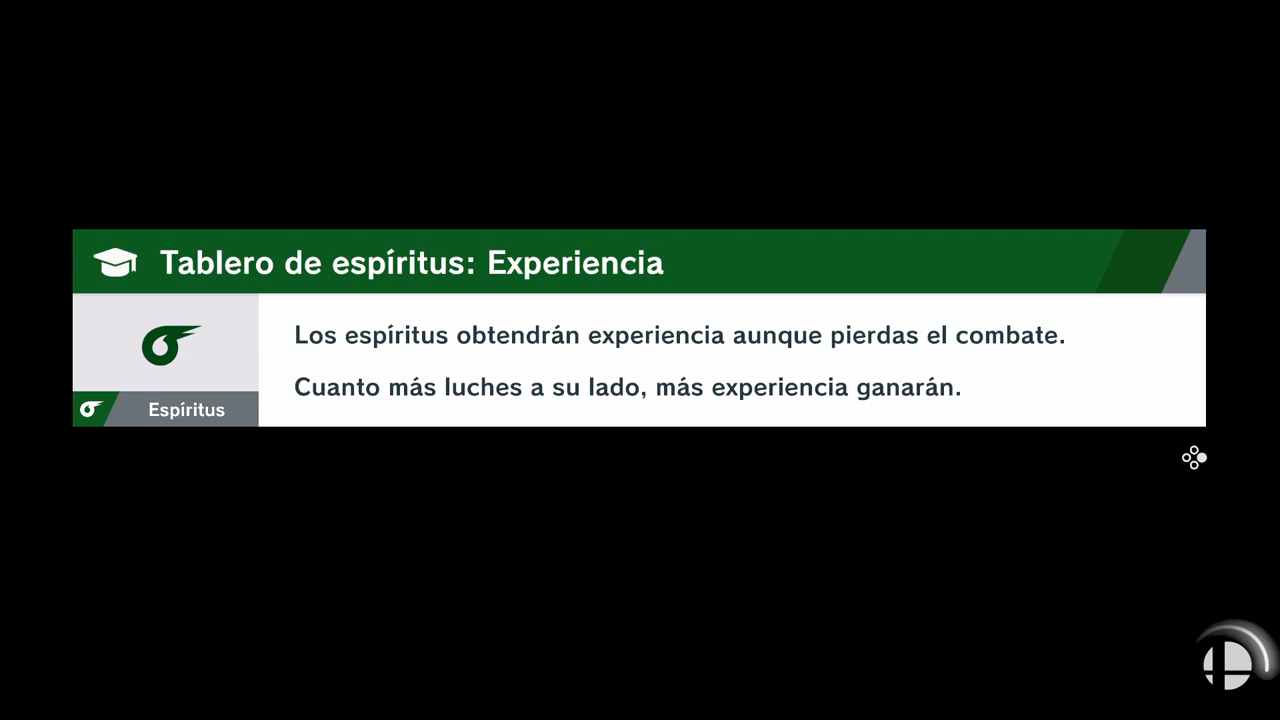 Tablero de espíritus: Experiencia
Los espíritus obtendrán experiencia aunque pierdas el combate.
Cuanto más luches a su lado, más experiencia ganarán.
Espíritus